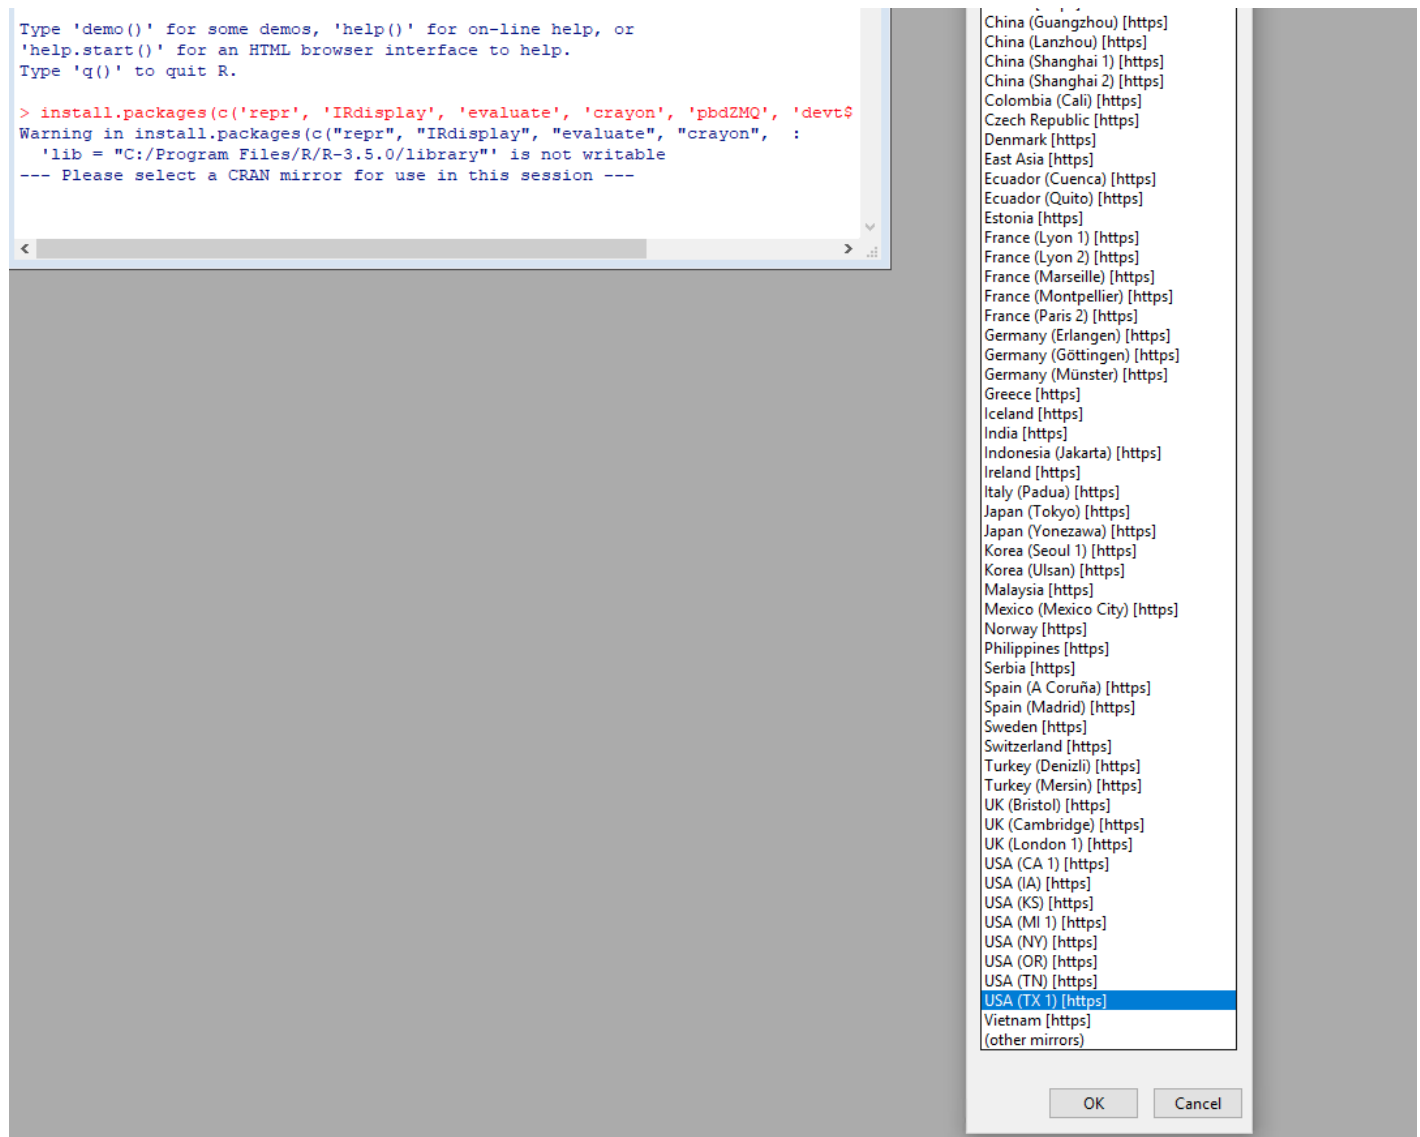 Type 'demo()' for some demos, 'help()' for on-line help, or
'help.start()' for an HTML browser interface to help.
Type 'q()' to quit R.
> install.packages(c('repr', 'IRdisplay', 'evaluate', 'crayon', 'pbdZMQ', 'devt$
Warning in install.packages(c("repr", "IRdisplay", "evaluate", "crayon",  :
  'lib = "C:/Program Files/R/R-3.5.0/library"' is not writable
--- Please select a CRAN mirror for use in this session ---
China (Guangzhou) [https]
China (Lanzhou) [https]
China (Shanghai 1) [https]
China (Shanghai 2) [https]
Colombia (Cali) [https]
Czech Republic [https]
Denmark [https]
East Asia [https]
Ecuador (Cuenca) [https]
Ecuador (Quito) [https]
Estonia [https]
France (Lyon 1) [https]
France (Lyon 2) [https]
France (Marseille) [https]
France (Montpellier) [https]
France (Paris 2) [https]
Germany (Erlangen) [https]
Germany (Göttingen) [https]
Germany (Münster) [https]
Greece [https]
Iceland [https]
India [https]
Indonesia (Jakarta) [https]
Ireland [https]
Italy (Padua) [https]
Japan (Tokyo) [https]
Japan (Yonezawa) [https]
Korea (Seoul 1) [https]
Korea (Ulsan) [https]
Malaysia [https]
Mexico (Mexico City) [https]
Norway [https]
Philippines [https]
Serbia [https]
Spain (A Coruña) [https]
Spain (Madrid) [https]
Sweden [https]
Switzerland [https]
Turkey (Denizli) [https]
Turkey (Mersin) [https]
UK (Bristol) [https]
UK (Cambridge) [https]
UK (London 1) [https]
USA (CA 1) [https]
USA (IA) [https]
USA (KS) [https]
USA (MI 1) [https]
USA (NY) [https]
USA (OR) [https]
USA (TN) [https]
USA (TX 1) [https]
Vietnam [https]
(other mirrors)
OK
Cancel